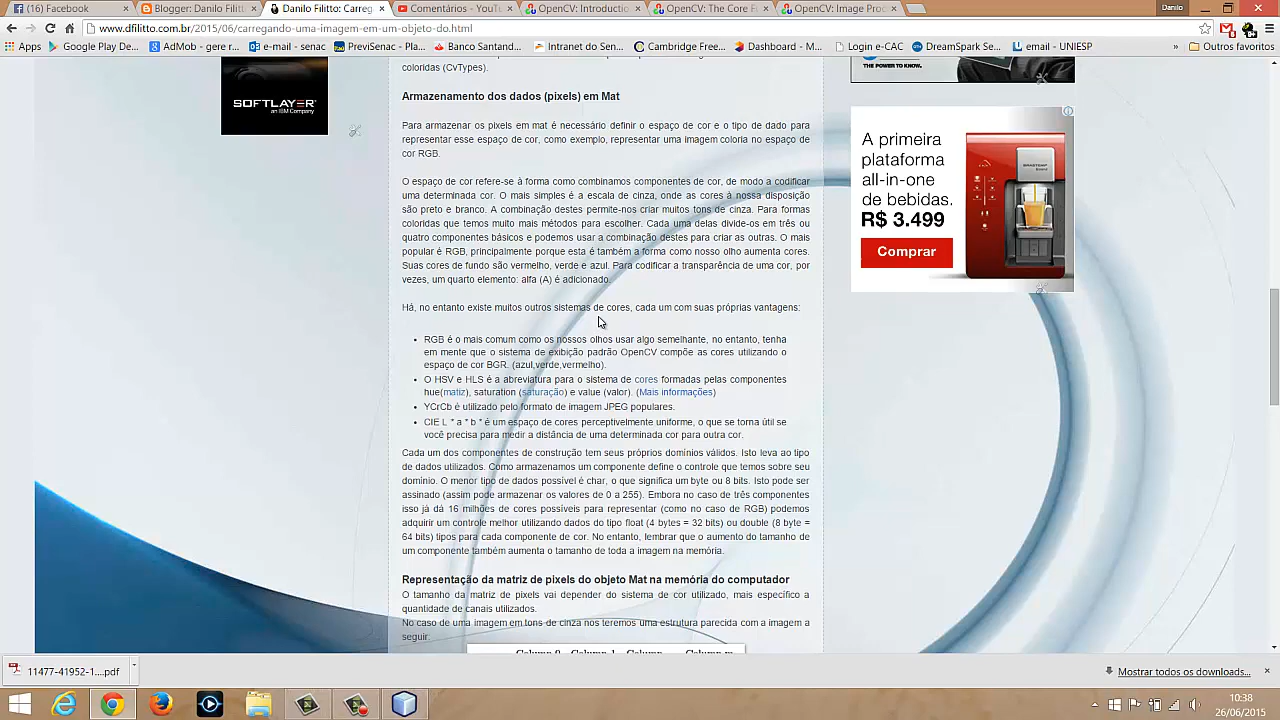 (4) Facebook
Blogger: Danilo Filitto
Danilo Filitto: Carreg
Comentários - YouTu
OpenCV: Introductio
OpenCV: The Core F
OpenCV: Image Proc
Danilo
www.dfilitto.com.br/2015/06/carregando-uma-imagem-em-um-objeto-do.html
Apps
Google Play De...
AdMob - gere r...
e-mail - senac
PreviSenac - Pla...
Banco Santand...
Intranet do Sen...
Cambridge Free...
Dashboard - M...
Login e-CAC
DreamSpark Se...
email - UNIESP
»
Outros favoritos
coloridas (CvTypes).
THE POWER TO KNOW.
SOFTLAYER
an IBM Company
Armazenamento dos dados (pixels) em Mat
Para armazenar os pixels em mat é necessário definir o espaço de cor e o tipo de dado para
representar esse espaço de cor, como exemplo, representar uma imagem coloria no espaço de
cor RGB.
O espaço de cor refere-se à forma como combinamos componentes de cor, de modo a codificar
uma determinada cor. O mais simples é a escala de cinza, onde as cores à nossa disposição
são preto e branco. A combinação destes permite-nos criar muitos tons de cinza. Para formas
coloridas que temos muito mais métodos para escolher. Cada uma delas divide-os em três ou
quatro componentes básicos e podemos usar a combinação destes para criar as outras. O mais
popular é RGB, principalmente porque esta é também a forma como nosso olho aumenta cores.
Suas cores de fundo são vermelho, verde e azul. Para codificar a transparência de uma cor, por
vezes, um quarto elemento: alfa (A) é adicionado.
Há, no entanto existe muitos outros sistemas de cores, cada um com suas próprias vantagens:
• RGB é o mais comum como os nossos olhos usar algo semelhante, no entanto, tenha
em mente que o sistema de exibição padrão OpenCV compõe as cores utilizando o
espaço de cor BGR. (azul,verde,vermelho).
• O HSV e HLS é a abreviatura para o sistema de cores formadas pelas componentes
hue(matiz), saturation (saturação) e value (valor). (Mais informações)
• YCrCb é utilizado pelo formato de imagem JPEG populares.
• CIE L * a * b * é um espaço de cores perceptivelmente uniforme, o que se torna útil se
você precisa para medir a distância de uma determinada cor para outra cor.
Cada um dos componentes de construção tem seus próprios domínios válidos. Isto leva ao tipo
de dados utilizados. Como armazenamos um componente define o controle que temos sobre seu
domínio. O menor tipo de dados possível é char, o que significa um byte ou 8 bits. Isto pode ser
assinado (assim pode armazenar os valores de 0 a 255). Embora no caso de três componentes
isso já dá 16 milhões de cores possíveis para representar (como no caso de RGB) podemos
adquirir um controle melhor utilizando dados do tipo float (4 bytes = 32 bits) ou double (8 byte =
64 bits) tipos para cada componente de cor. No entanto, lembrar que o aumento do tamanho de
um componente também aumenta o tamanho de toda a imagem na memória.
Representação da matriz de pixels do objeto Mat na memória do computador
O tamanho da matriz de pixels vai depender do sistema de cor utilizado, mais específico a
quantidade de canais utilizados.
No caso de uma imagem em tons de cinza nós teremos uma estrutura parecida com a imagem a
seguir.
Column 0 Column 1 Column ... Column m
A primeira
plataforma
all-in-one
de bebidas.
R$ 3.499
Comprar
11477-41952-1....pdf
Mostrar todos os downloads...
10:38
26/06/2015